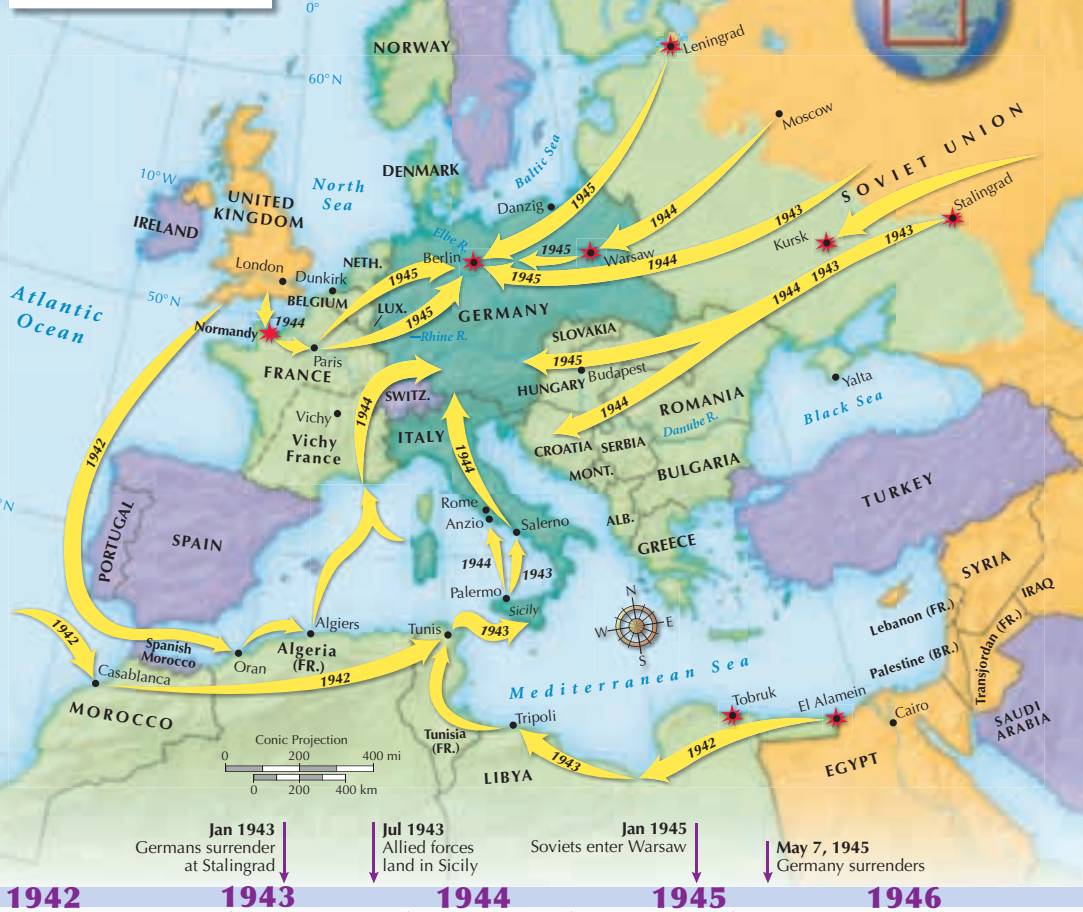 0°
NORWAY
Leningrad
60°N
Moscow
SOVIET UNION
10°W
North
Sea
DENMARK
Baltic Sea
1945
UNITED
KINGDOM
IRELAND
Danzig
1944
1943
Stalingrad
Elbe R.
Kursk
1943
London
Dunkirk
NETH.
Berlin
1945
Warsaw
1944
1943
1945
1945
BELGIUM
1944
Atlantic
Ocean
50°N
Normandy
1944
LUX.
1945
GERMANY
Rhine R.
SLOVAKIA
Paris
FRANCE
1945
HUNGARY
Budapest
Yalta
Black Sea
SWITZ.
1944
ROMANIA
Danube R.
Vichy
Vichy
France
1944
ITALY
CROATIA
SERBIA
1942
1944
MONT.
BULGARIA
TURKEY
°N
PORTUGAL
SPAIN
Rome
Anzio
Salerno
ALB.
GREECE
1944
1943
SYRIA
IRAQ
Palermo
Sicily
N
W
E
S
Lebanon (FR.)
1942
Algiers
Tunis
1943
Spanish
Morocco
Oran
Algeria
(FR.)
Palestine (BR.)
Transjordan (FR.)
Casablanca
1942
Mediterranean Sea
MOROCCO
Tobruk
El Alamein
Cairo
SAUDI
ARABIA
Tripoli
Tunisia
(FR.)
1942
1943
LIBYA
EGYPT
Conic Projection
0 200 400 mi
0 200 400 km
Jan 1943
Germans surrender
at Stalingrad
Jul 1943
Allied forces
land in Sicily
Jan 1945
Soviets enter Warsaw
May 7, 1945
Germany surrenders
1942 1943 1944 1945 1946